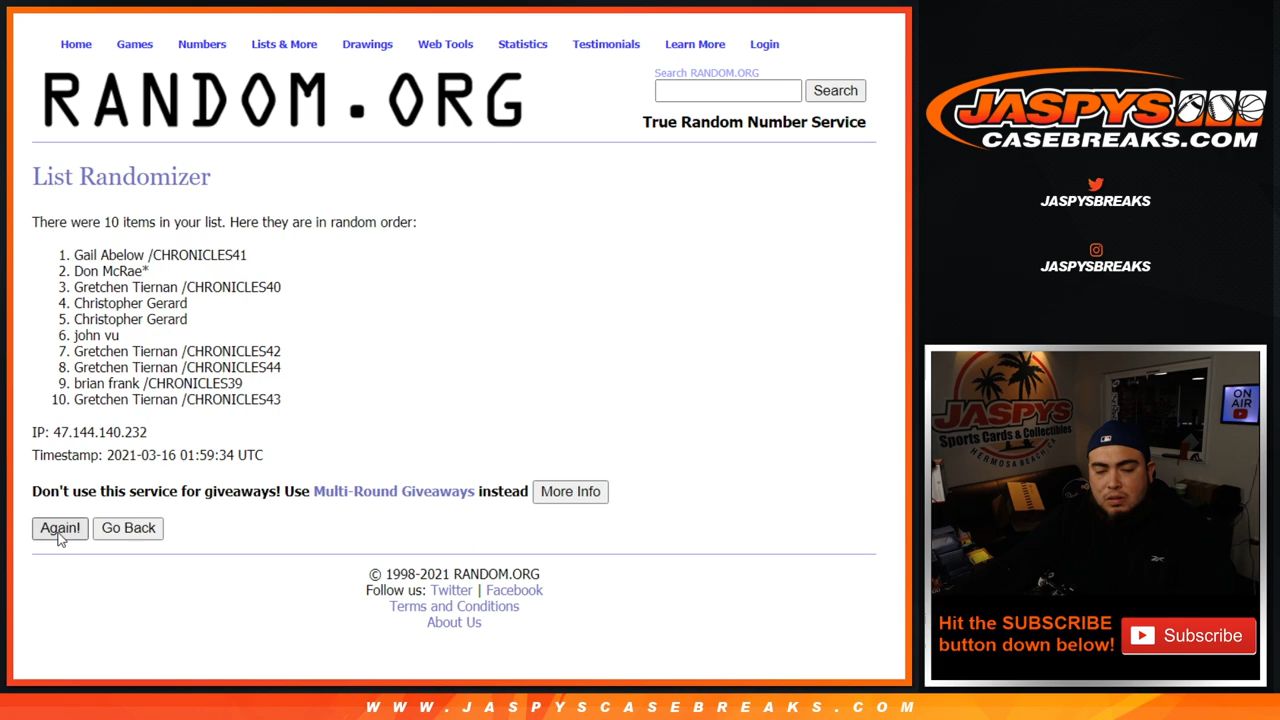 Home Games Numbers Lists & More Drawings Web Tools Statistics Testimonials Learn More Login
RANDOM.ORG
Search RANDOM.ORG
Search
True Random Number Service
List Randomizer
There were 10 items in your list. Here they are in random order:
1. Gail Abelow /CHRONICLES41
2. Don McRae*
3. Gretchen Tiernan /CHRONICLES40
4. Christopher Gerard
5. Christopher Gerard
6. john vu
7. Gretchen Tiernan /CHRONICLES42
8. Gretchen Tiernan /CHRONICLES44
9. brian frank /CHRONICLES39
10. Gretchen Tiernan /CHRONICLES43
IP: 47.144.140.232
Timestamp: 2021-03-16 01:59:34 UTC
Don't use this service for giveaways! Use Multi-Round Giveaways instead More Info
Again! Go Back
© 1998-2021 RANDOM.ORG
Follow us: Twitter | Facebook
Terms and Conditions
About Us
JASPYS
CASEBREAKS.COM
JASPYSBREAKS
JASPYSBREAKS
JASPYS
Sports Cards & Collectibles
HERMOSA BEACH, CA
ON AIR
Hit the SUBSCRIBE
button down below!
Subscribe
WWW.JASPYSCASEBREAKS.COM